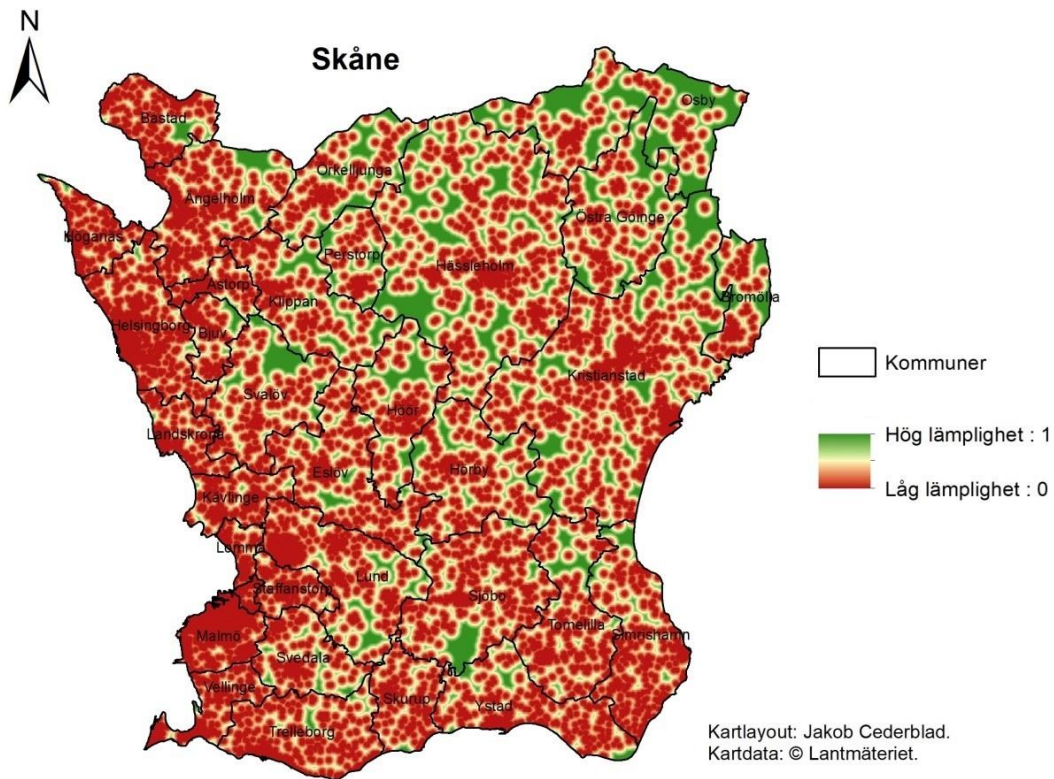 N
Skåne
Osby
Båstad
Örkelljunga
Ängelholm
Östra Göinge
Höganäs
Perstorp
Hässleholm
Åstorp
Klippan
Bromölla
Helsingborg
Bjuv
Kristianstad
Svalöv
Höör
Landskrona
Eslöv
Hörby
Kävlinge
Lomma
Lund
Staffanstorp
Sjöbo
Malmö
Tomelilla
Simrishamn
Svedala
Vellinge
Skurup
Ystad
Trelleborg
Kommuner
Hög lämplighet : 1
Låg lämplighet : 0
Kartlayout: Jakob Cederblad.
Kartdata: © Lantmäteriet.